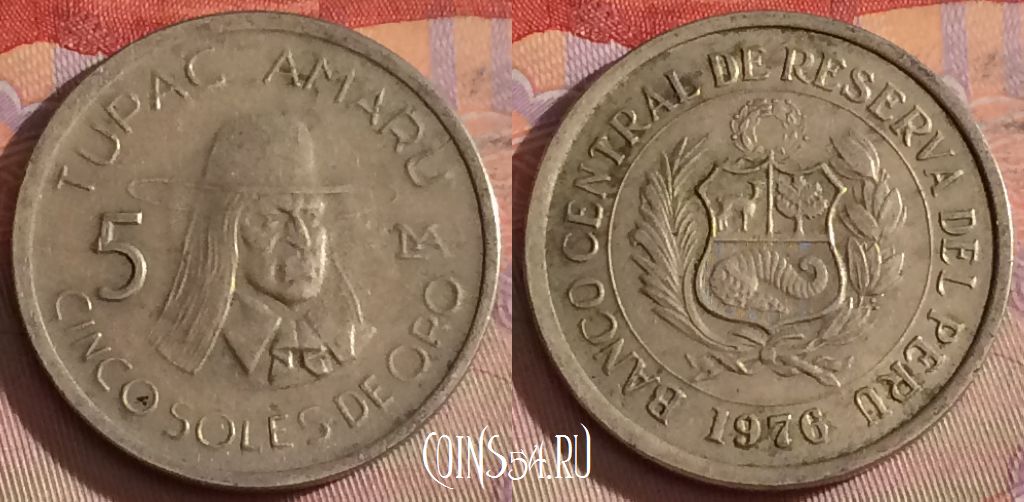 TUPAC AMARU
5
CINCO SOLES DE ORO
BANCO CENTRAL DE RESERVA DEL PERU
1976
COINS54.RU